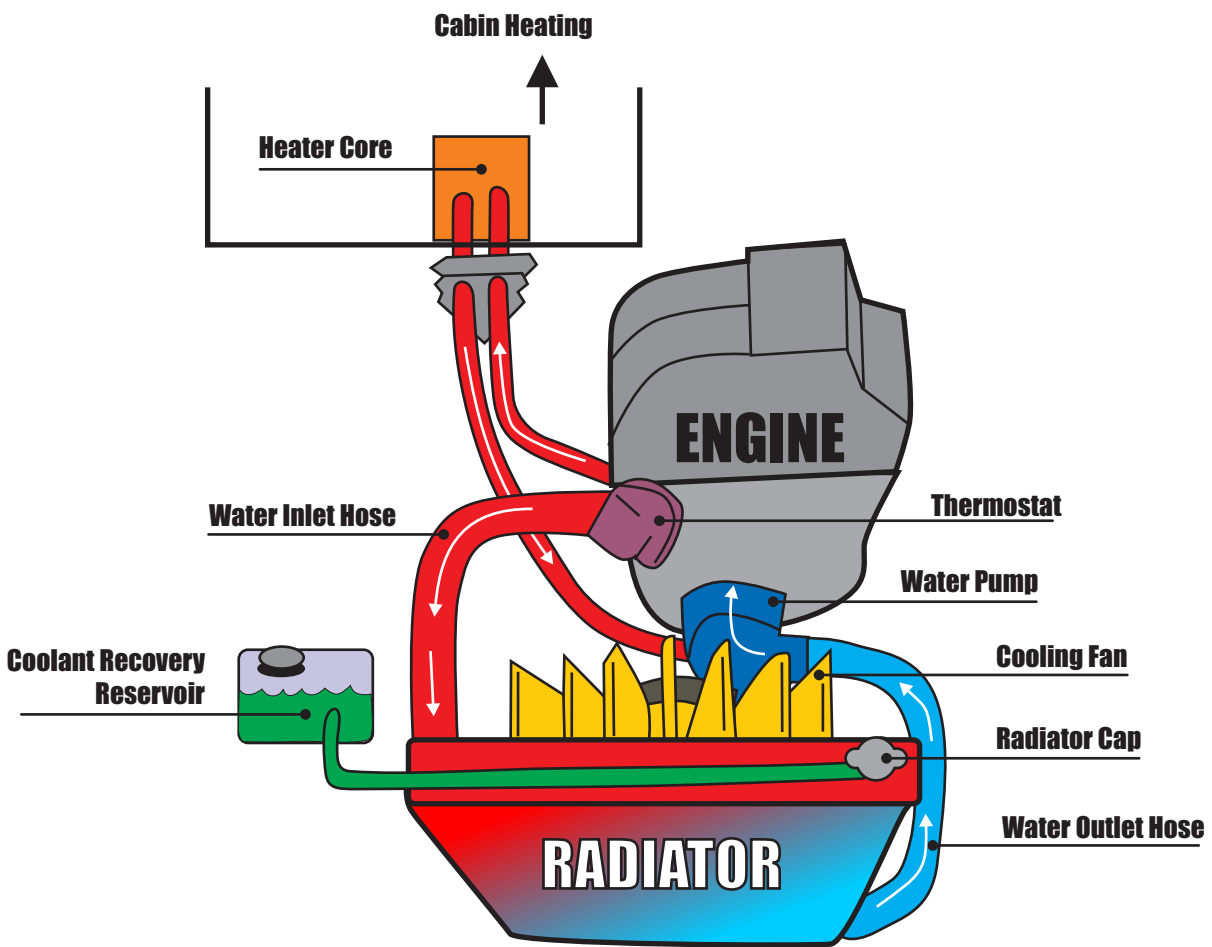 Cabin Heating
Heater Core
ENGINE
Thermostat
Water Inlet Hose
Water Pump
Coolant Recovery
Reservoir
Cooling Fan
Radiator Cap
Water Outlet Hose
RADIATOR